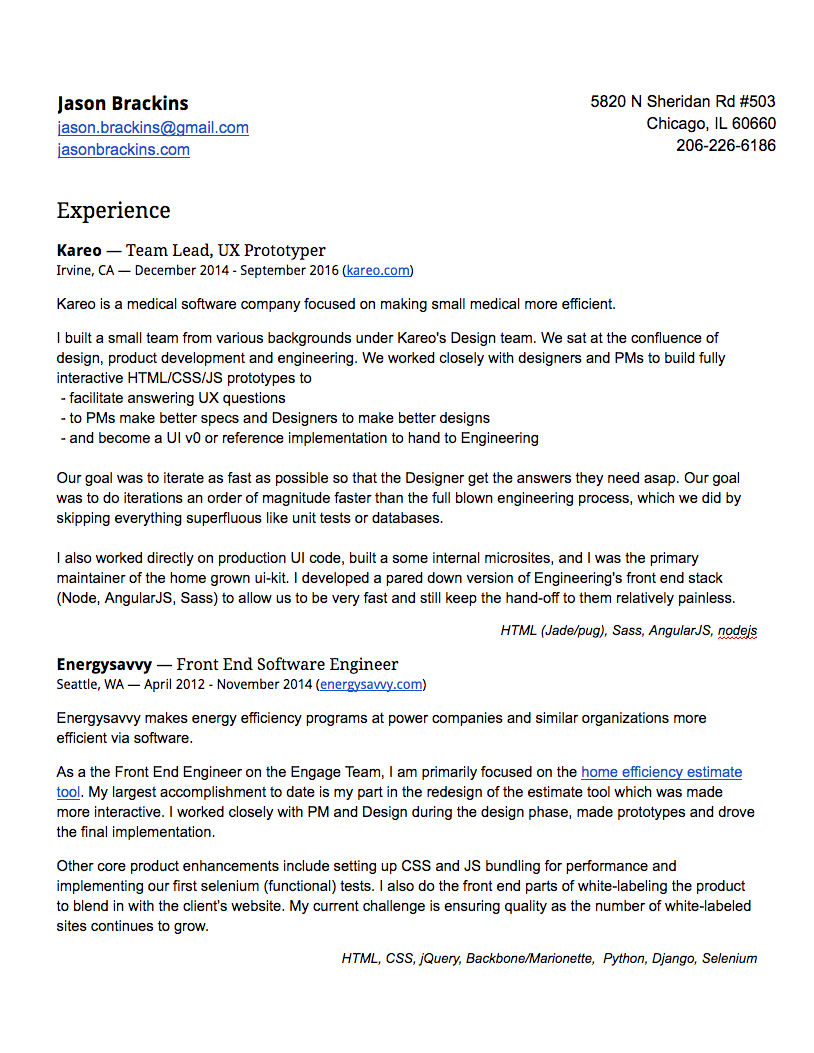 Jason Brackins
jason.brackins@gmail.com
jasonbrackins.com
5820 N Sheridan Rd #503
Chicago, IL 60660
206-226-6186
Experience
Kareo — Team Lead, UX Prototyper
Irvine, CA — December 2014 - September 2016 (kareo.com)
Kareo is a medical software company focused on making small medical more efficient.
I built a small team from various backgrounds under Kareo's Design team. We sat at the confluence of
design, product development and engineering. We worked closely with designers and PMs to build fully
interactive HTML/CSS/JS prototypes to
- facilitate answering UX questions
- to PMs make better specs and Designers to make better designs
- and become a UI v0 or reference implementation to hand to Engineering
Our goal was to iterate as fast as possible so that the Designer get the answers they need asap. Our goal
was to do iterations an order of magnitude faster than the full blown engineering process, which we did by
skipping everything superfluous like unit tests or databases.
I also worked directly on production UI code, built a some internal microsites, and I was the primary
maintainer of the home grown ui-kit. I developed a pared down version of Engineering's front end stack
(Node, AngularJS, Sass) to allow us to be very fast and still keep the hand-off to them relatively painless.
HTML (Jade/pug), Sass, AngularJS, nodejs
Energysavvy — Front End Software Engineer
Seattle, WA — April 2012 - November 2014 (energysavvy.com)
Energysavvy makes energy efficiency programs at power companies and similar organizations more
efficient via software.
As a the Front End Engineer on the Engage Team, I am primarily focused on the home efficiency estimate
tool. My largest accomplishment to date is my part in the redesign of the estimate tool which was made
more interactive. I worked closely with PM and Design during the design phase, made prototypes and drove
the final implementation.
Other core product enhancements include setting up CSS and JS bundling for performance and
implementing our first selenium (functional) tests. I also do the front end parts of white-labeling the product
to blend in with the client's website. My current challenge is ensuring quality as the number of white-labeled
sites continues to grow.
HTML, CSS, jQuery, Backbone/Marionette,  Python, Django, Selenium